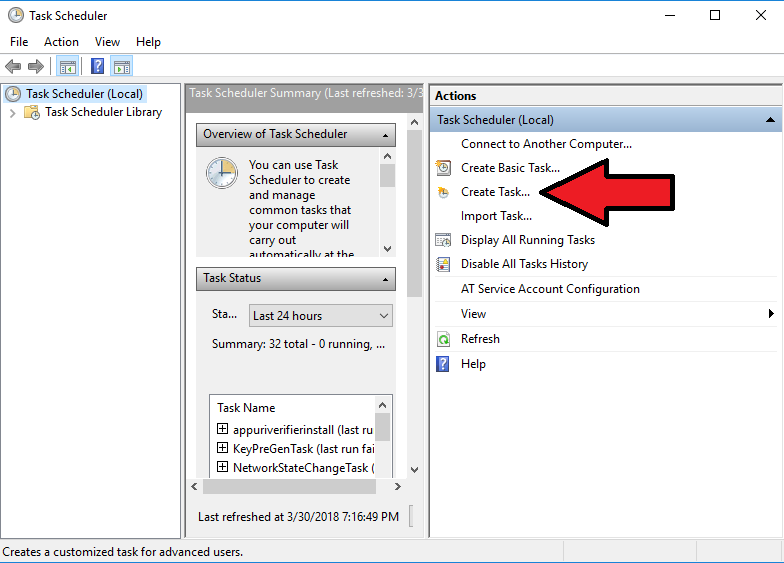 Task Scheduler
File Action View Help
Task Scheduler (Local)
Task Scheduler Library
Task Scheduler Summary (Last refreshed: 3/3
Overview of Task Scheduler
You can use Task
Scheduler to create
and manage
common tasks that
your computer will
carry out
automatically at the
Task Status
Sta...
Last 24 hours
Summary: 32 total - 0 running, ...
Task Name
appuriverifierinstall (last ru
KeyPreGenTask (last run fai
NetworkStateChangeTask (
Last refreshed at 3/30/2018 7:16:49 PM
Actions
Task Scheduler (Local)
Connect to Another Computer...
Create Basic Task...
Create Task...
Import Task...
Display All Running Tasks
Disable All Tasks History
AT Service Account Configuration
View
Refresh
Help
Creates a customized task for advanced users.